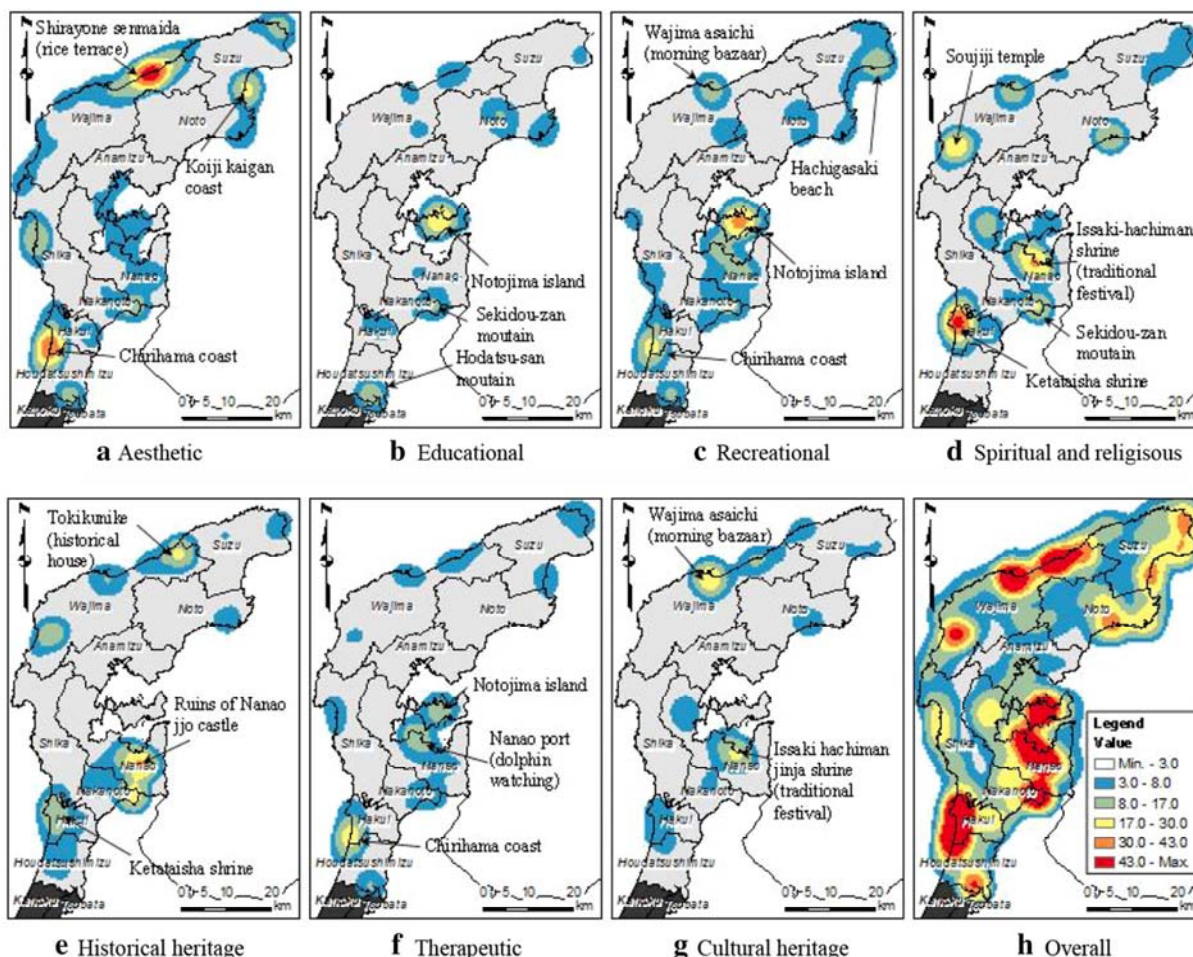 Shirayone senmaida
(rice terrace)
Suzu
Wajima
Noto
Anamizu
Koiji kaigan
coast
Shika
Nanao
Nakanoto
Hakui
Chirihama coast
Houdatsushimizu
0 5 10 20
km
a Aesthetic
Suzu
Wajima
Noto
Anamizu
Shika
Nanao
Notojima island
Nakanoto
Sekidou-zan
moutain
Hakui
Hodatsu-san
moutain
Houdatsushimizu
0 5 10 20
km
b Educational
Wajima asaichi
(morning bazaar)
Suzu
Wajima
Noto
Anamizu
Hachigasaki
beach
Shika
Nanao
Notojima island
Nakanoto
Hakui
Chirihama coast
Houdatsushimizu
0 5 10 20
km
c Recreational
Soujiji temple
Suzu
Wajima
Noto
Anamizu
Issaki-hachiman
shrine
(traditional
festival)
Shika
Nanao
Nakanoto
Sekidou-zan
moutain
Hakui
Ketataisha shrine
Houdatsushimizu
0 5 10 20
km
d Spiritual and religisous
Tokikunike
(historical
house)
Suzu
Wajima
Noto
Anamizu
Ruins of Nanao
jjo castle
Shika
Nanao
Nakanoto
Hakui
Ketataisha shrine
Houdatsushimizu
0 5 10 20
km
e Historical heritage
Suzu
Wajima
Noto
Anamizu
Notojima island
Nanao port
(dolphin
watching)
Shika
Nanao
Nakanoto
Hakui
Chirihama coast
Houdatsushimizu
0 5 10 20
km
f Therapeutic
Wajima asaichi
(morning bazaar)
Suzu
Wajima
Noto
Anamizu
Issaki hachiman
jinja shrine
(traditional
festival)
Shika
Nanao
Nakanoto
Hakui
Houdatsushimizu
0 5 10 20
km
g Cultural heritage
Suzu
Wajima
Noto
Anamizu
Shika
Nanao
Nakanoto
Hakui
Houdatsushimizu
Legend
Value
Min. - 3.0
3.0 - 8.0
8.0 - 17.0
17.0 - 30.0
30.0 - 43.0
43.0 - Max.
0 5 10 20
km
h Overall